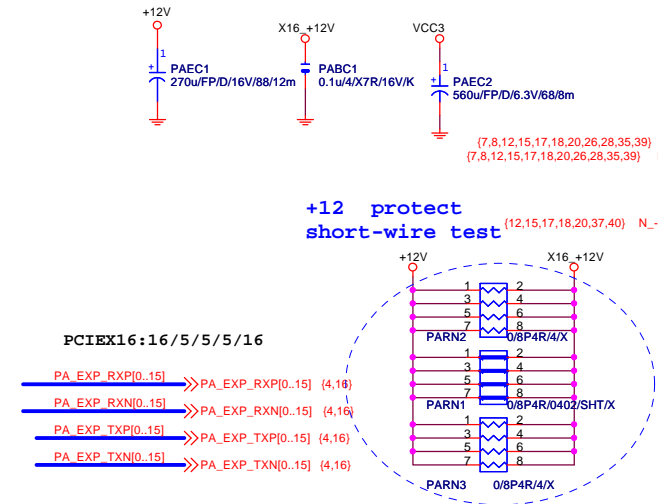 +12V
X16_+12V
VCC3
1
+
PAEC1
270u/FP/D/16V/88/12m
PABC1
0.1u/4/X7R/16V/K
1
+
PAEC2
560u/FP/D/6.3V/68/8m
{7,8,12,15,17,18,20,26,28,35,39}
{7,8,12,15,17,18,20,26,28,35,39}
+12 protect
short-wire test
{12,15,17,18,20,37,40} N_-
+12V
X16_+12V
1 2
3 4
5 6
7 8
PARN2 0/8P4R/4/X
1 2
3 4
5 6
7 8
PARN1 0/8P4R/0402/SHT/X
1 2
3 4
5 6
7 8
PARN3 0/8P4R/4/X
PCIEX16:16/5/5/5/16
PA_EXP_RXP[0..15] PA_EXP_RXP[0..15] {4,16}
PA_EXP_RXN[0..15] PA_EXP_RXN[0..15] {4,16}
PA_EXP_TXP[0..15] PA_EXP_TXP[0..15] {4,16}
PA_EXP_TXN[0..15] PA_EXP_TXN[0..15] {4,16}